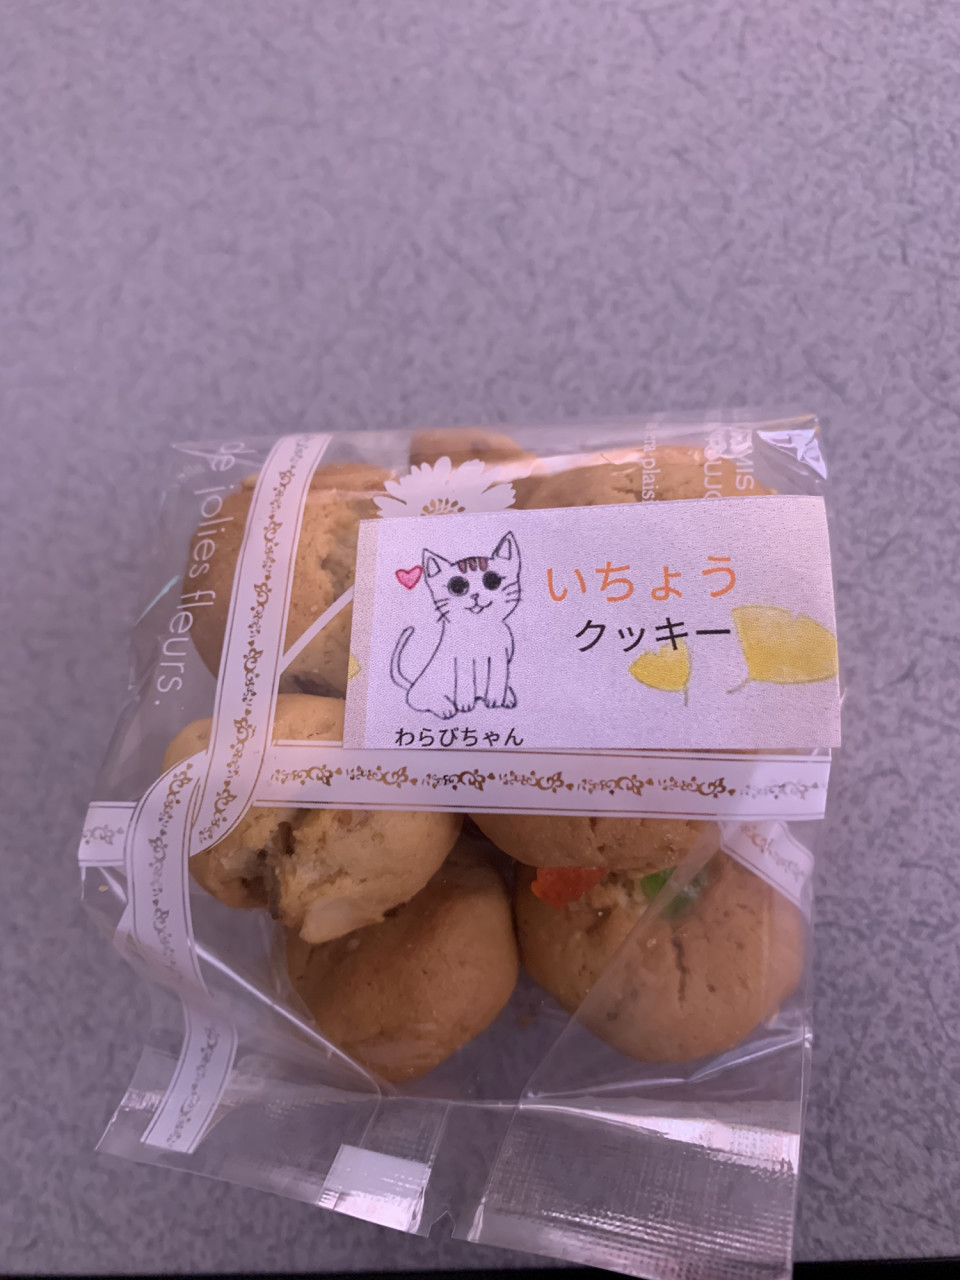 いちょう
クッキー
わらびちゃん
de jolies fleurs.